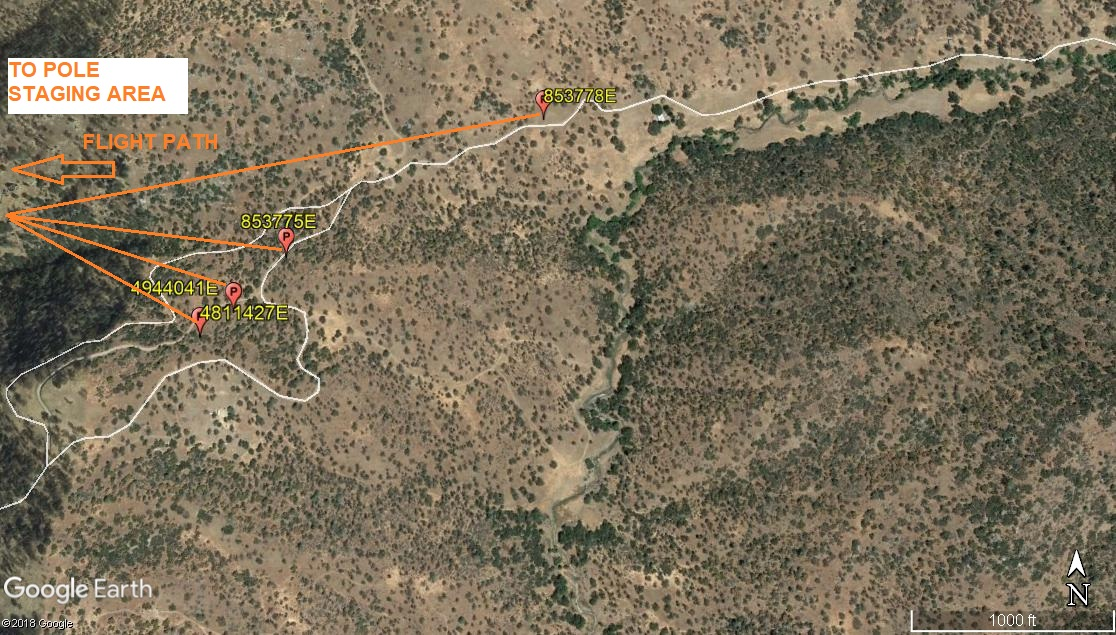 TO POLE
STAGING AREA
FLIGHT PATH
853778E
853775E
P
4944041E
P
4811427E
Google Earth
©2018 Google
N
1000 ft